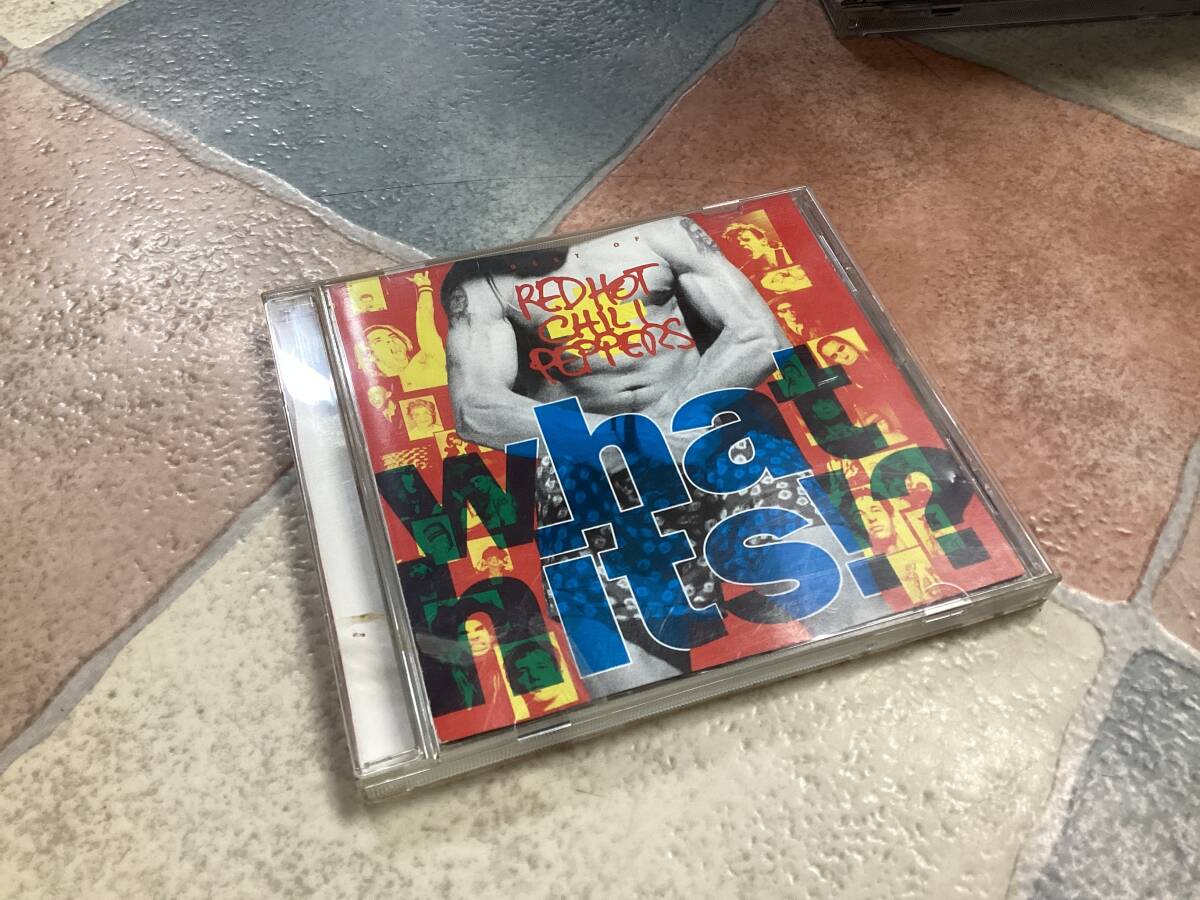 BEST OF
RED HOT
CHILI
PEPPERS
what
hits!?